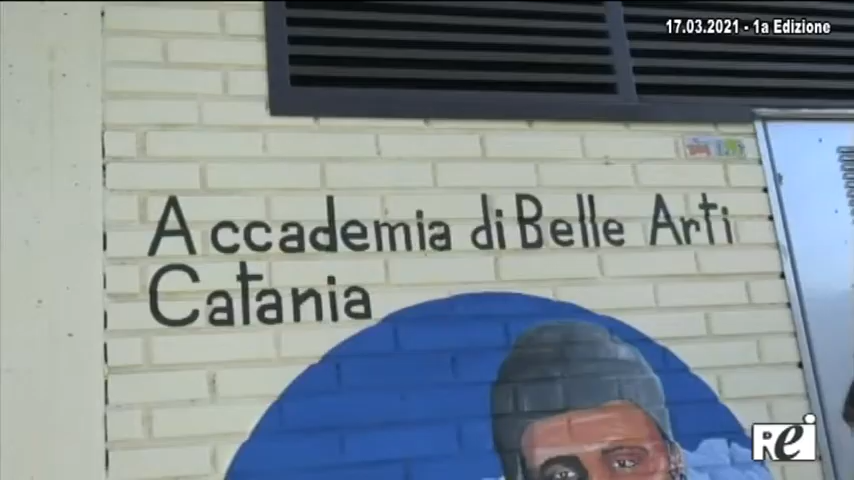 17.03.2021 - 1a Edizione
Accademia di Belle Arti
Catania
Rei